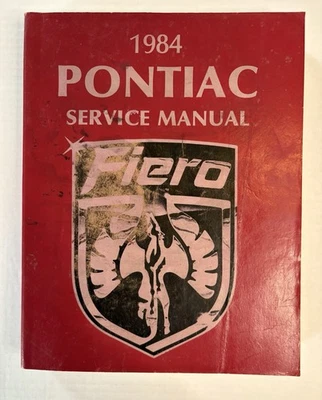 1984
PONTIAC
SERVICE MANUAL
Fiero